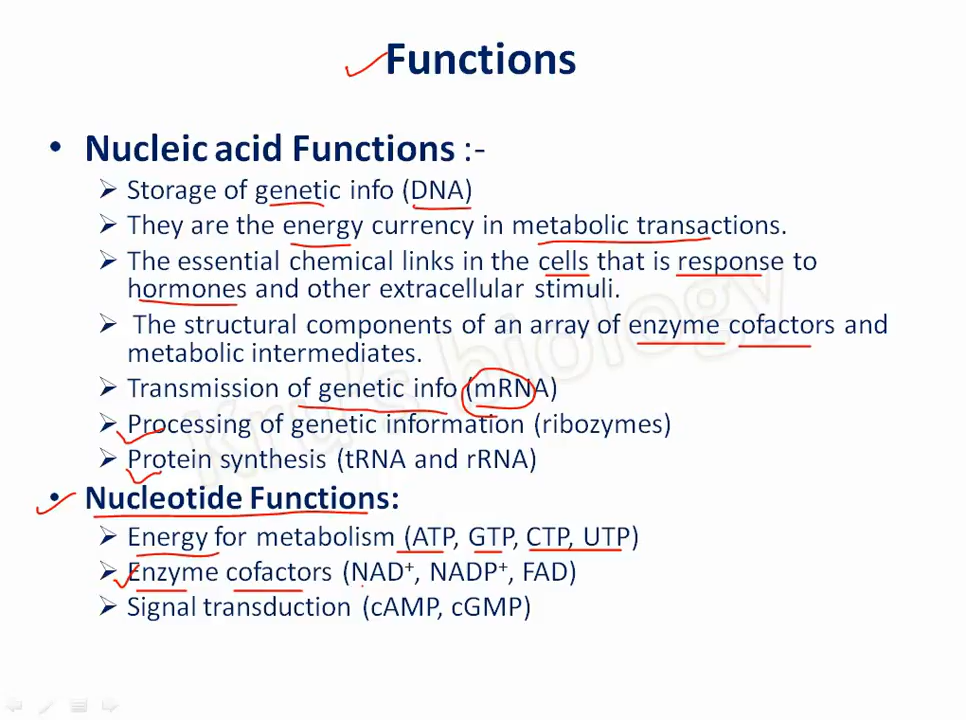 Functions
• Nucleic acid Functions :-
➢ Storage of genetic info (DNA)
➢ They are the energy currency in metabolic transactions.
➢ The essential chemical links in the cells that is response to
hormones and other extracellular stimuli.
➢ The structural components of an array of enzyme cofactors and
metabolic intermediates.
➢ Transmission of genetic info (mRNA)
➢ Processing of genetic information (ribozymes)
➢ Protein synthesis (tRNA and rRNA)
• Nucleotide Functions:
➢ Energy for metabolism (ATP, GTP, CTP, UTP)
➢ Enzyme cofactors (NAD⁺, NADP⁺, FAD)
➢ Signal transduction (cAMP, cGMP)
Kru's biology